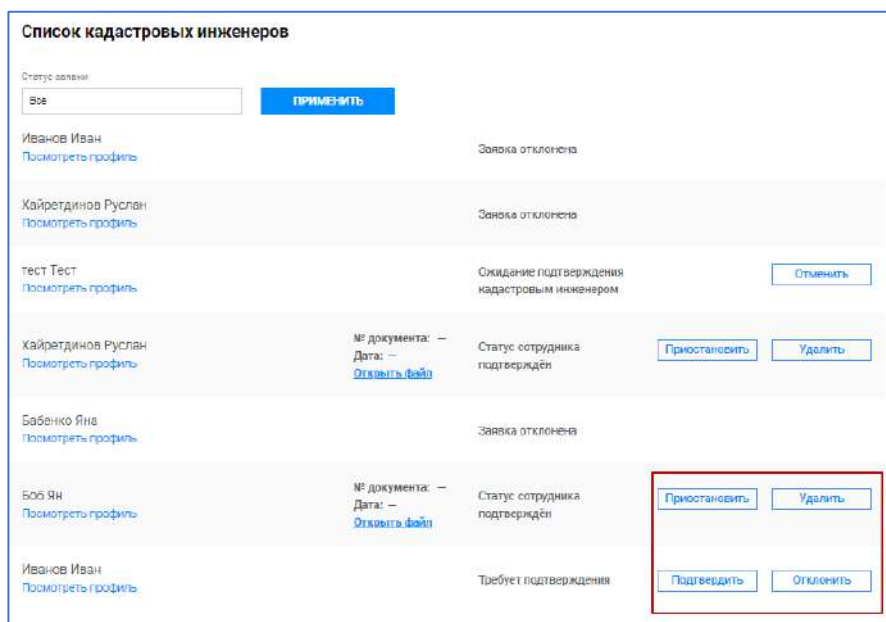 Список кадастровых инженеров
Статус заявки
Все
ПРИМЕНИТЬ
Иванов Иван
Посмотреть профиль
Заявка отклонена
Хайретдинов Руслан
Посмотреть профиль
Заявка отклонена
тест Тест
Посмотреть профиль
Ожидание подтверждения
кадастровым инженером
Отменить
Хайретдинов Руслан
Посмотреть профиль
№ документа: —
Дата: —
Открыть файл
Статус сотрудника
подтверждён
Приостановить
Удалить
Бабенко Яна
Посмотреть профиль
Заявка отклонена
Боб Ян
Посмотреть профиль
№ документа: —
Дата: —
Открыть файл
Статус сотрудника
подтверждён
Приостановить
Удалить
Иванов Иван
Посмотреть профиль
Требует подтверждения
Подтвердить
Отклонить